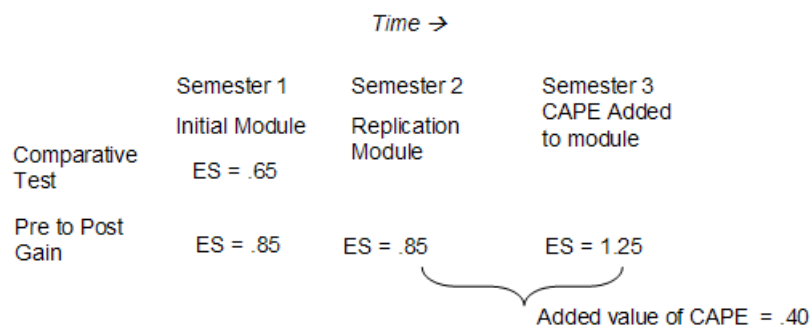 Time →
Semester 1 Semester 2 Semester 3
Initial Module Replication Module CAPE Added to module
Comparative Test ES = .65
Pre to Post Gain ES = .85 ES = .85 ES = 1.25
Added value of CAPE = .40